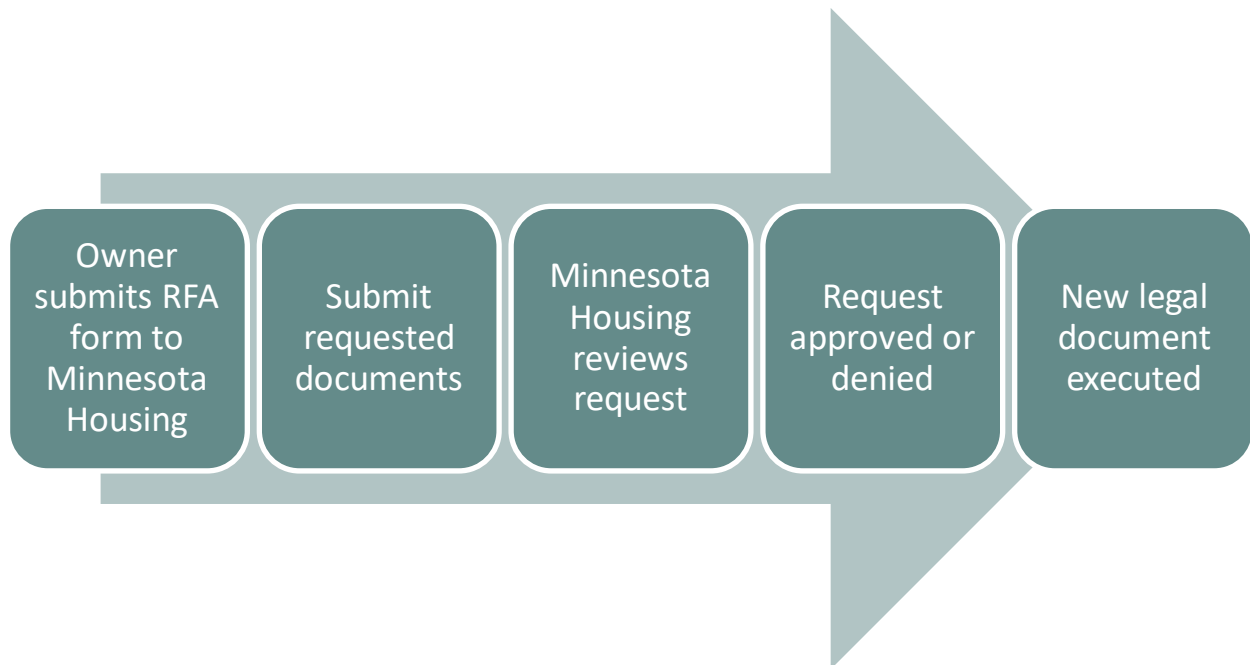 Owner
submits RFA
form to
Minnesota
Housing
Submit
requested
documents
Minnesota
Housing
reviews
request
Request
approved or
denied
New legal
document
executed